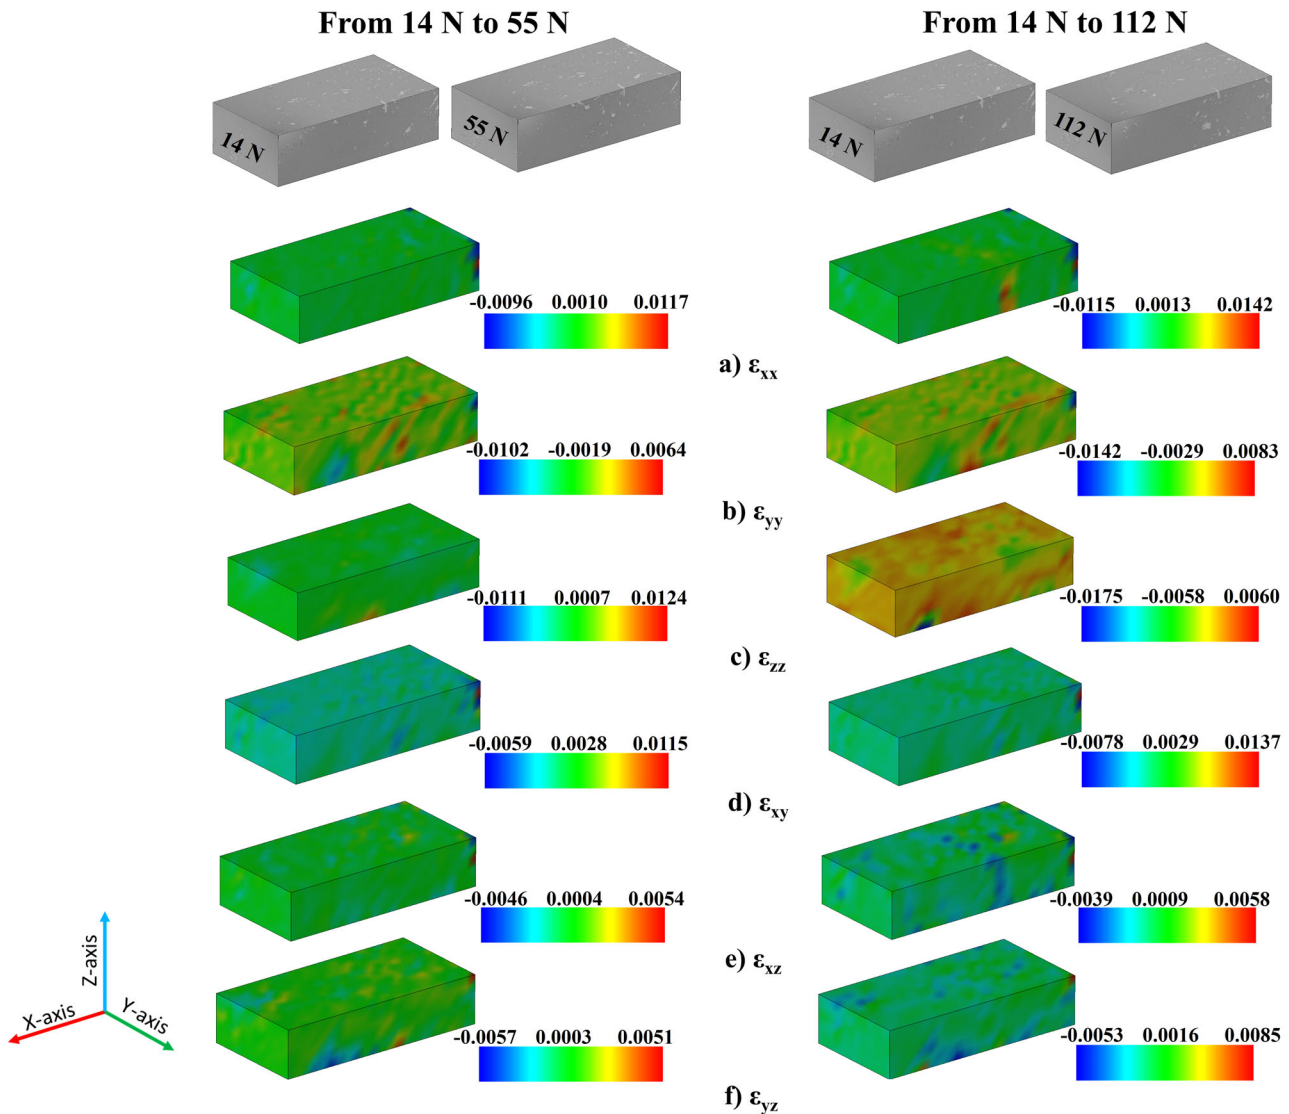 From 14 N to 55 N
From 14 N to 112 N
14 N
55 N
14 N
112 N
-0.0096 0.0010 0.0117
-0.0115 0.0013 0.0142
a) εxx
-0.0102 -0.0019 0.0064
-0.0142 -0.0029 0.0083
b) εyy
-0.0111 0.0007 0.0124
-0.0175 -0.0058 0.0060
c) εzz
-0.0059 0.0028 0.0115
-0.0078 0.0029 0.0137
d) εxy
-0.0046 0.0004 0.0054
-0.0039 0.0009 0.0058
e) εxz
Z-axis
X-axis
Y-axis
-0.0057 0.0003 0.0051
-0.0053 0.0016 0.0085
f) εyz